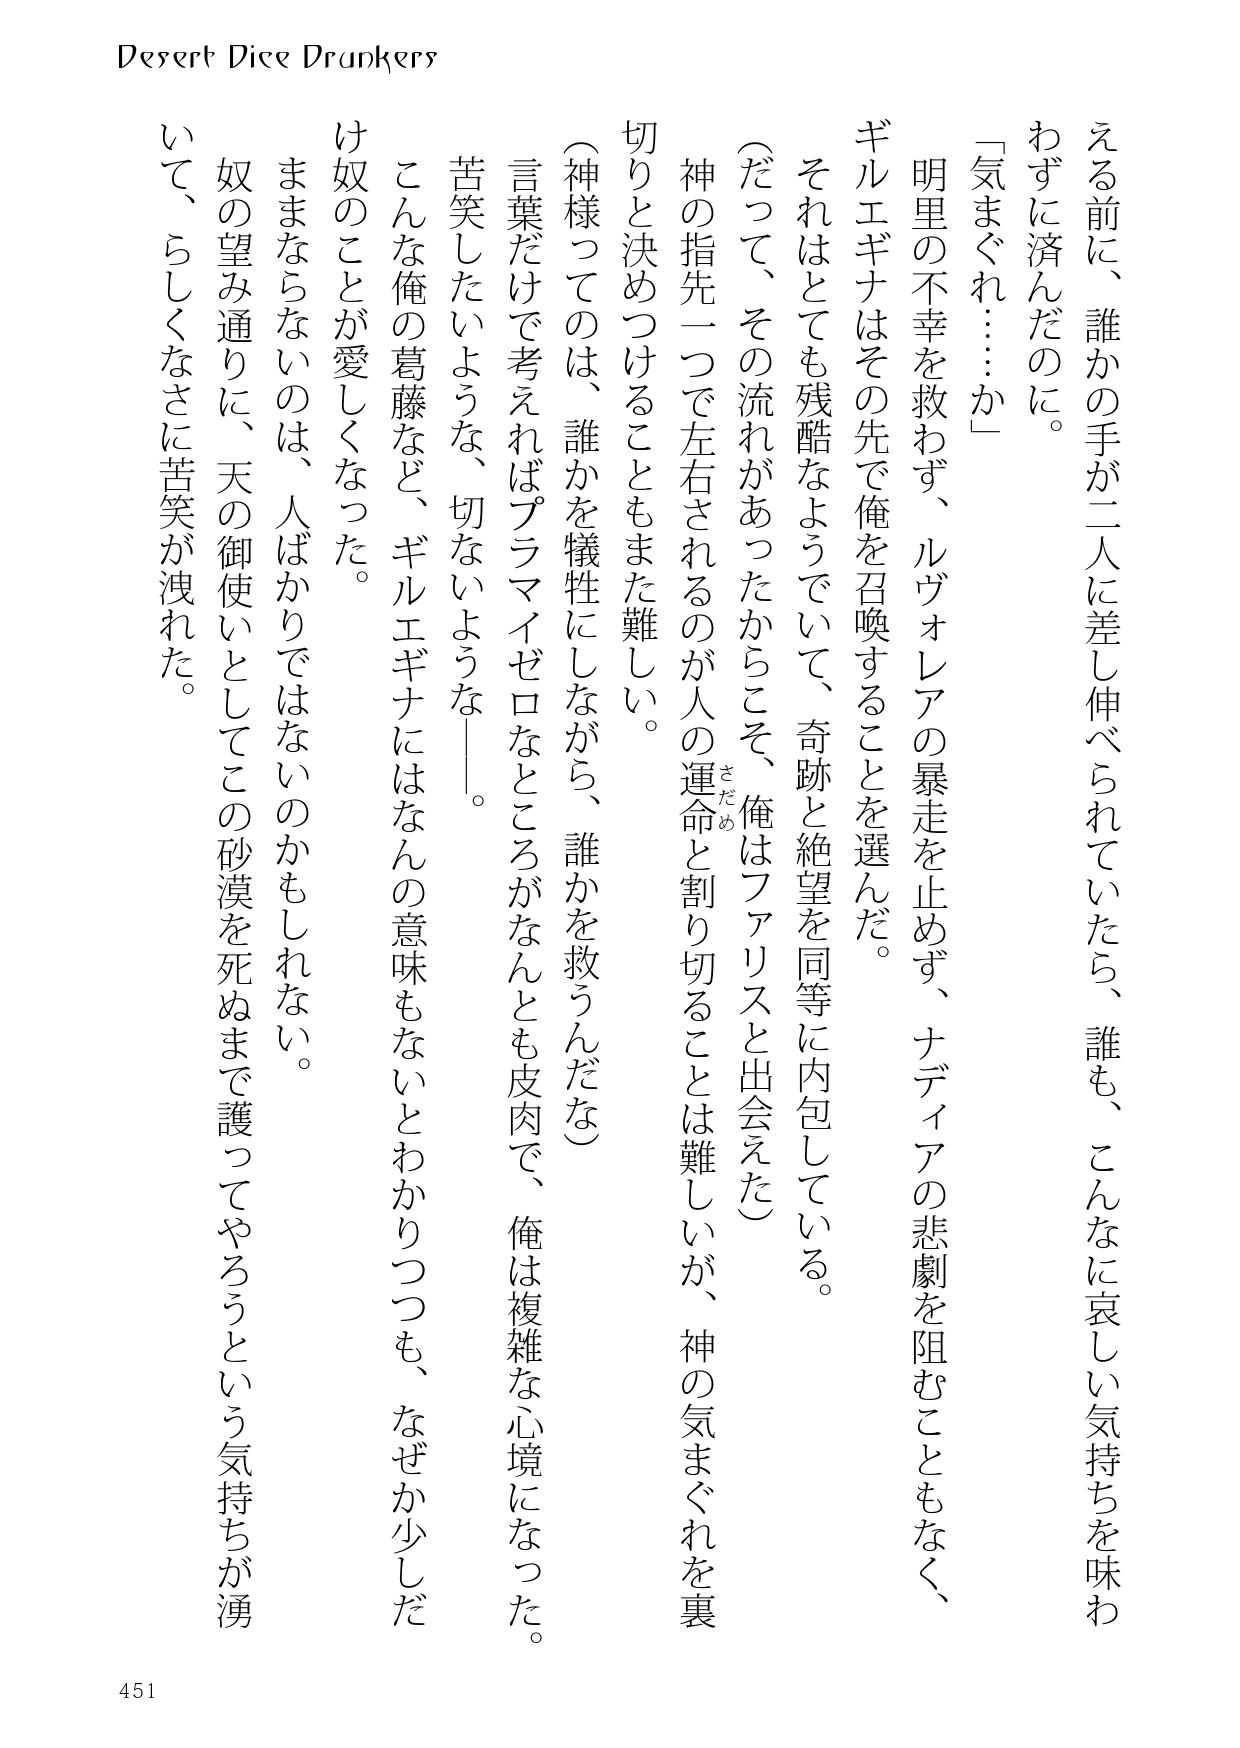 Desert Dice Drunkers
える前に、誰かの手が二人に差し伸べられていたら、誰も、こんなに哀しい気持ちを味わ
わずに済んだのに。
「気まぐれ……か」
　明里の不幸を救わず、ルヴォレアの暴走を止めず、ナディアの悲劇を阻むこともなく、
ギルエギナはその先で俺を召喚することを選んだ。
　それはとても残酷なようでいて、奇跡と絶望を同等に内包している。
（だって、その流れがあったからこそ、俺はファリスと出会えた）
　神の指先一つで左右されるのが人の運命さだめと割り切ることは難しいが、神の気まぐれを裏
切りと決めつけることもまた難しい。
（神様ってのは、誰かを犠牲にしながら、誰かを救うんだな）
　言葉だけで考えればプラマイゼロなところがなんとも皮肉で、俺は複雑な心境になった。
　苦笑したいような、切ないような――。
　こんな俺の葛藤など、ギルエギナにはなんの意味もないとわかりつつも、なぜか少しだ
け奴のことが愛しくなった。
　ままならないのは、人ばかりではないのかもしれない。
　奴の望み通りに、天の御使いとしてこの砂漠を死ぬまで護ってやろうという気持ちが湧
いて、らしくなさに苦笑が洩れた。
451